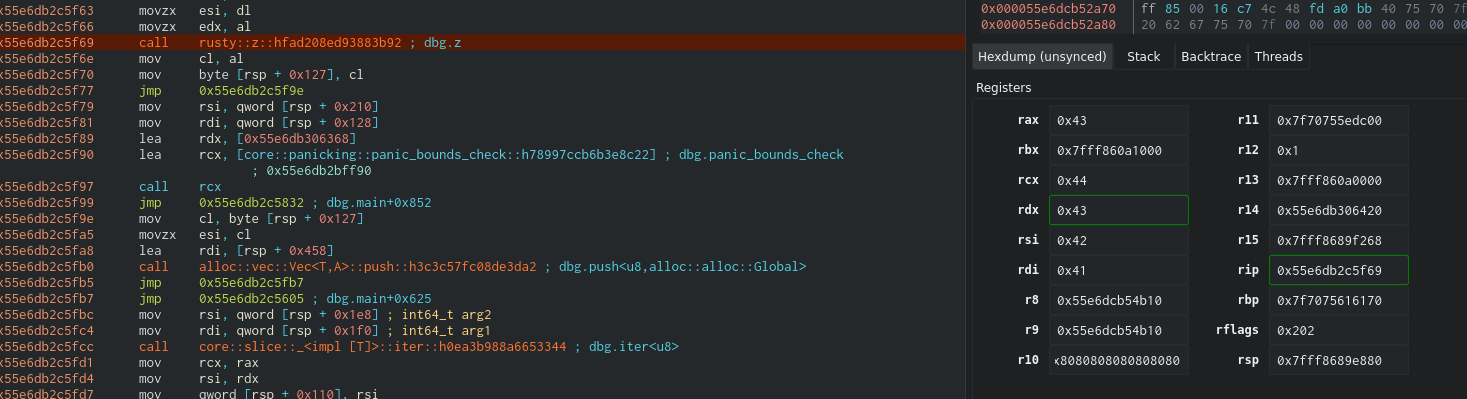 x55e6db2c5f63 movzx esi, dl
x55e6db2c5f66 movzx edx, al
x55e6db2c5f69 call rusty::z::hfad208ed93883b92 ; dbg.z
x55e6db2c5f6e mov cl, al
x55e6db2c5f70 mov byte [rsp + 0x127], cl
x55e6db2c5f77 jmp 0x55e6db2c5f9e
x55e6db2c5f79 mov rsi, qword [rsp + 0x210]
x55e6db2c5f81 mov rdi, qword [rsp + 0x128]
x55e6db2c5f89 lea rdx, [0x55e6db306368]
x55e6db2c5f90 lea rcx, [core::panicking::panic_bounds_check::h78997ccb6b3e8c22] ; dbg.panic_bounds_check
; 0x55e6db2bff90
x55e6db2c5f97 call rcx
x55e6db2c5f99 jmp 0x55e6db2c5832 ; dbg.main+0x852
x55e6db2c5f9e mov cl, byte [rsp + 0x127]
x55e6db2c5fa5 movzx esi, cl
x55e6db2c5fa8 lea rdi, [rsp + 0x458]
x55e6db2c5fb0 call alloc::vec::Vec<T,A>::push::h3c3c57fc08de3da2 ; dbg.push<u8,alloc::alloc::Global>
x55e6db2c5fb5 jmp 0x55e6db2c5fb7
x55e6db2c5fb7 jmp 0x55e6db2c5605 ; dbg.main+0x625
x55e6db2c5fbc mov rsi, qword [rsp + 0x1e8] ; int64_t arg2
x55e6db2c5fc4 mov rdi, qword [rsp + 0x1f0] ; int64_t arg1
x55e6db2c5fcc call core::slice::_<impl [T]>::iter::h0ea3b988a6653344 ; dbg.iter<u8>
x55e6db2c5fd1 mov rcx, rax
x55e6db2c5fd4 mov rsi, rdx
x55e6db2c5fd7 mov qword [rsp + 0x110], rsi
0x000055e6dcb52a70 ff 85 00 16 c7 4c 48 fd a0 bb 40 75 70 7f
0x000055e6dcb52a80 20 62 67 75 70 7f 00 00 00 00 00 00 00 00
Hexdump (unsynced) Stack Backtrace Threads
Registers
rax 0x43 r11 0x7f70755edc00
rbx 0x7fff860a1000 r12 0x1
rcx 0x44 r13 0x7fff860a0000
rdx 0x43 r14 0x55e6db306420
rsi 0x42 r15 0x7fff8689f268
rdi 0x41 rip 0x55e6db2c5f69
r8 0x55e6dcb54b10 rbp 0x7f7075616170
r9 0x55e6dcb54b10 rflags 0x202
r10 x8080808080808080 rsp 0x7fff8689e880